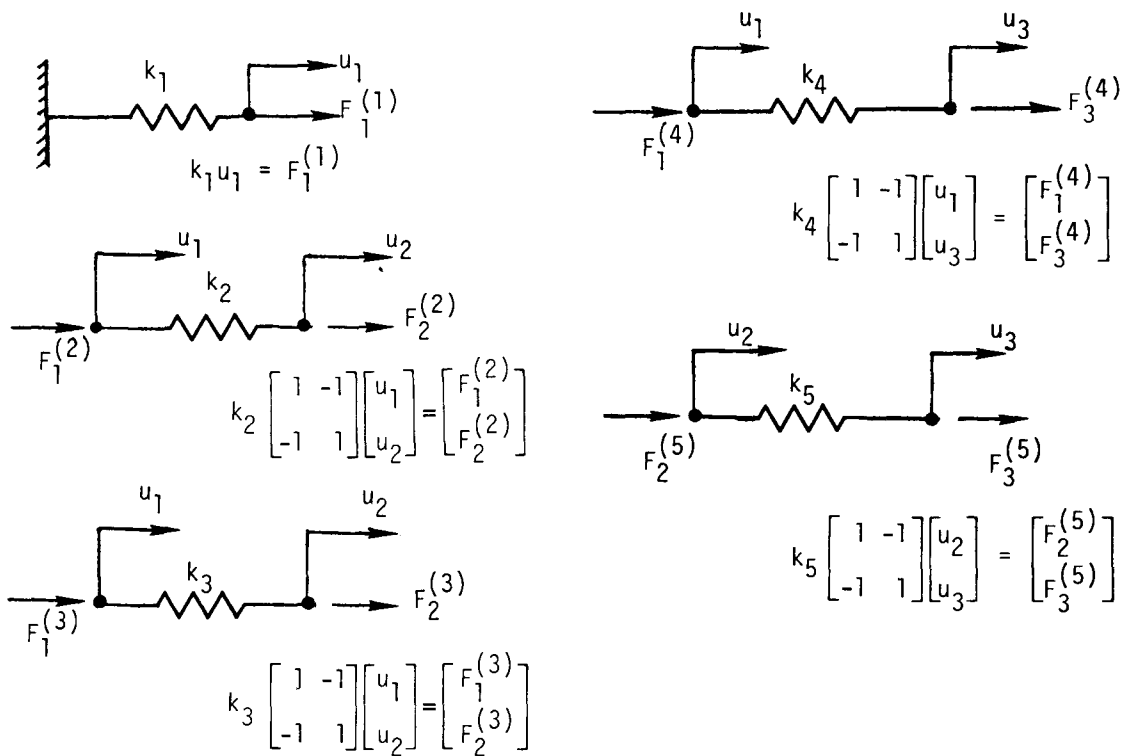 u₁
k₁
F₁⁽¹⁾
k₁u₁ = F₁⁽¹⁾
u₁ u₂
k₂
F₁⁽²⁾ F₂⁽²⁾
k₂ [1 -1; -1 1] [u₁; u₂] = [F₁⁽²⁾; F₂⁽²⁾]
u₁ u₂
k₃
F₁⁽³⁾ F₂⁽³⁾
k₃ [1 -1; -1 1] [u₁; u₂] = [F₁⁽³⁾; F₂⁽³⁾]
u₁ u₃
k₄
F₁⁽⁴⁾ F₃⁽⁴⁾
k₄ [1 -1; -1 1] [u₁; u₃] = [F₁⁽⁴⁾; F₃⁽⁴⁾]
u₂ u₃
k₅
F₂⁽⁵⁾ F₃⁽⁵⁾
k₅ [1 -1; -1 1] [u₂; u₃] = [F₂⁽⁵⁾; F₃⁽⁵⁾]